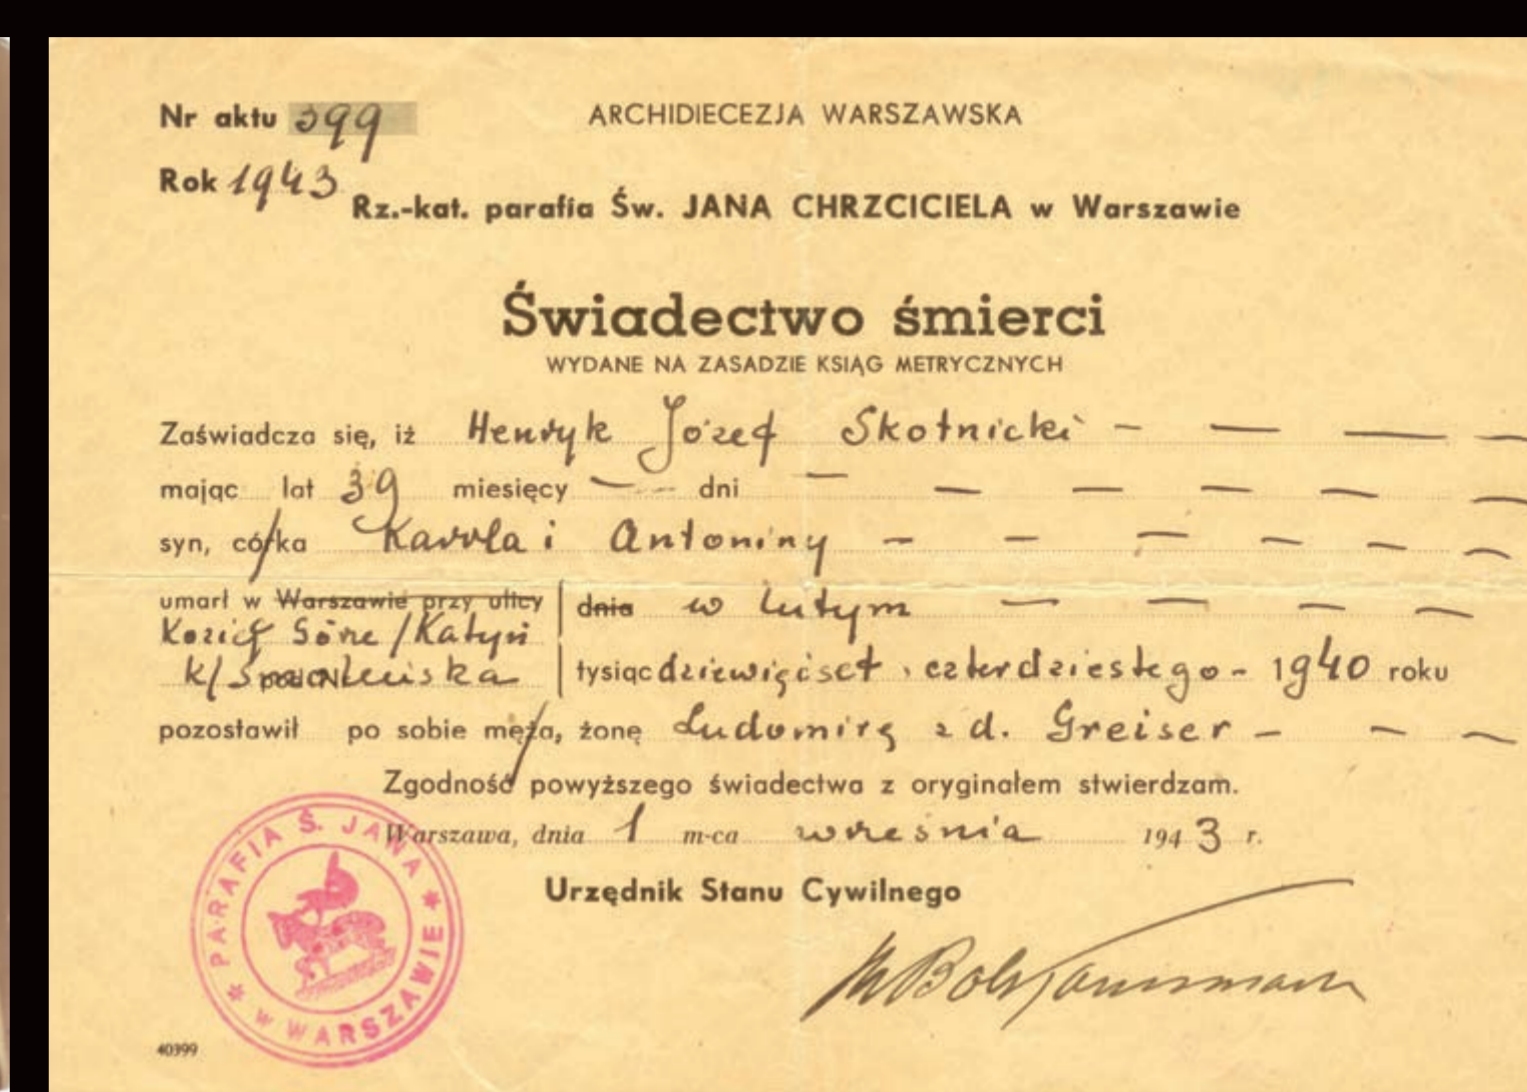 Nr aktu 399
ARCHIDIECEZJA WARSZAWSKA
Rok 1943
Rz.-kat. parafia Św. JANA CHRZCICIELA w Warszawie
Świadectwo śmierci
WYDANE NA ZASADZIE KSIĄG METRYCZNYCH
Zaświadcza się, iż Henryk Józef Skotnicki - — — —
mając lat 39 miesięcy — dni — — — — — —
syn, córka Karola i Antoniny — — — — — —
umarł w Warszawie przy ulicy
Koziej Górze / Katyń
k/Smoleńska
dnia w lutym — — — —
tysiąc dziewięćset czterdziestego - 1940 roku
pozostawił po sobie męża, żonę Ludomirę z d. Greiser — — —
Zgodność powyższego świadectwa z oryginałem stwierdzam.
Warszawa, dnia 1 m-ca września 1943 r.
Urzędnik Stanu Cywilnego
PARAFIA Ś. JANA
W WARSZAWIE
40399